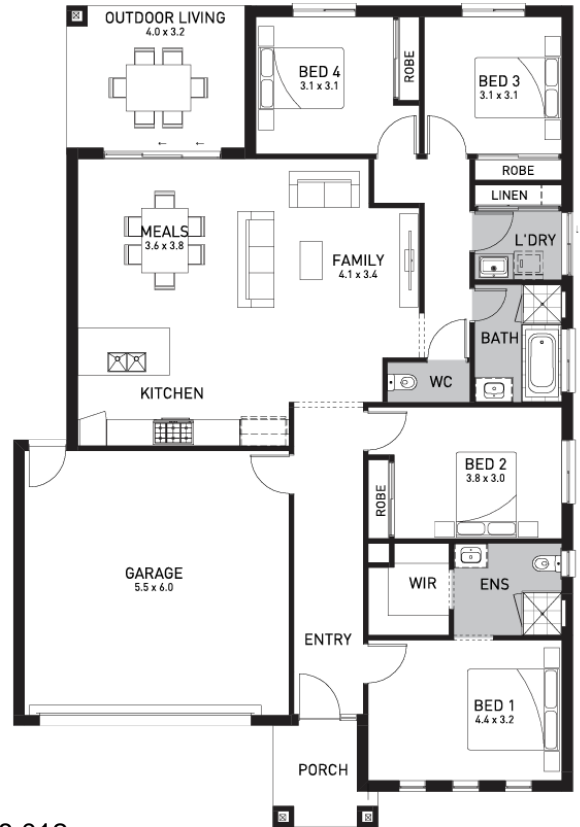 OUTDOOR LIVING
4.0 x 3.2
BED 4
3.1 x 3.1
ROBE
BED 3
3.1 x 3.1
ROBE
LINEN
L'DRY
MEALS
3.6 x 3.8
FAMILY
4.1 x 3.4
BATH
WC
KITCHEN
BED 2
3.8 x 3.0
ROBE
GARAGE
5.5 x 6.0
WIR
ENS
ENTRY
BED 1
4.4 x 3.2
PORCH